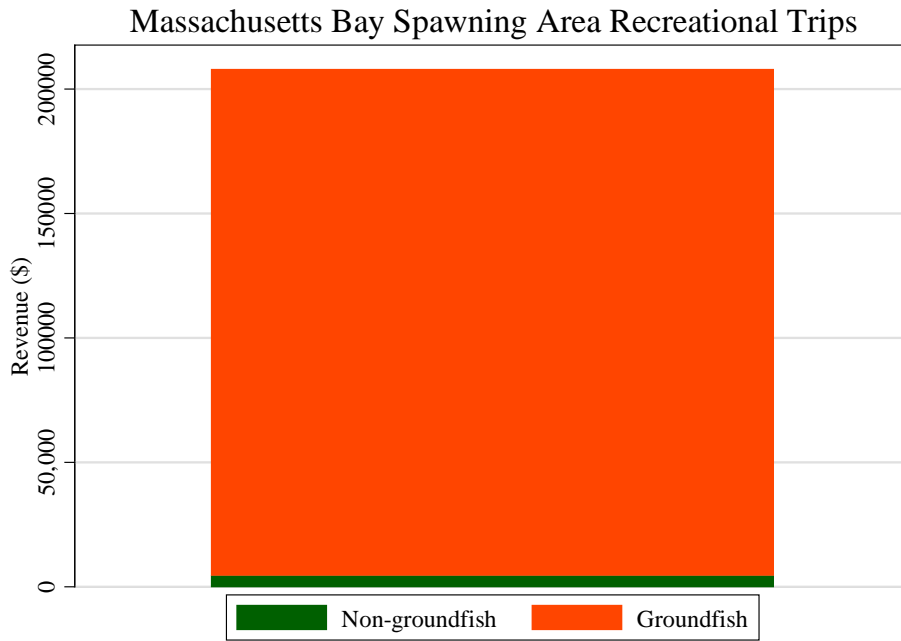 Massachusetts Bay Spawning Area Recreational Trips
Revenue ($)
200000
150000
100000
50,000
0
Non-groundfish
Groundfish